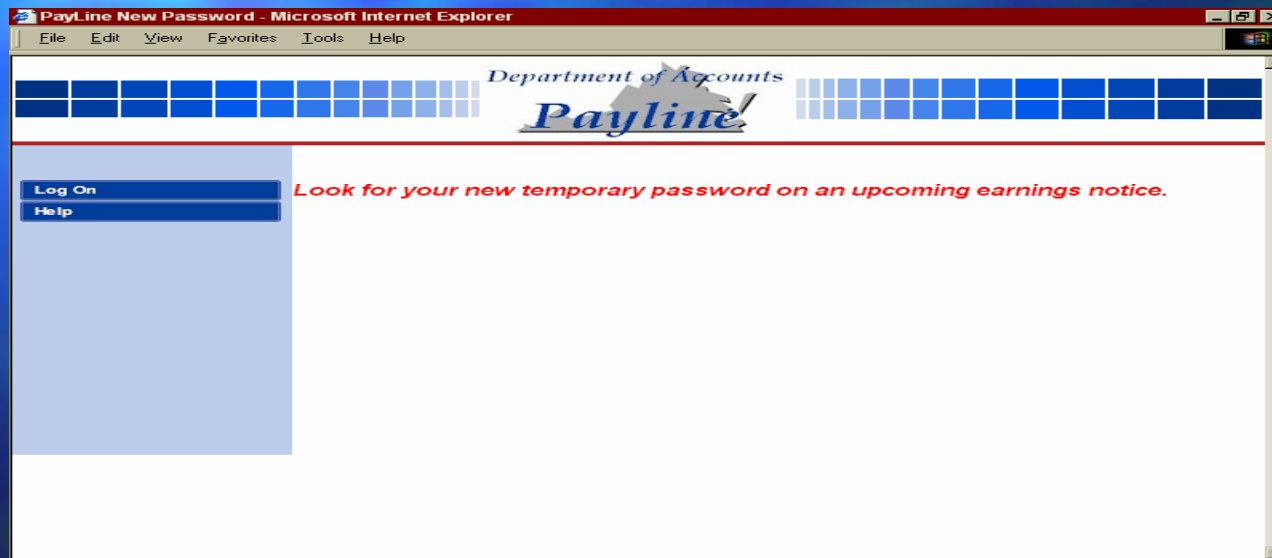 PayLine New Password - Microsoft Internet Explorer
File Edit View Favorites Tools Help
Department of Accounts
Payline!
Log On
Look for your new temporary password on an upcoming earnings notice.
Help